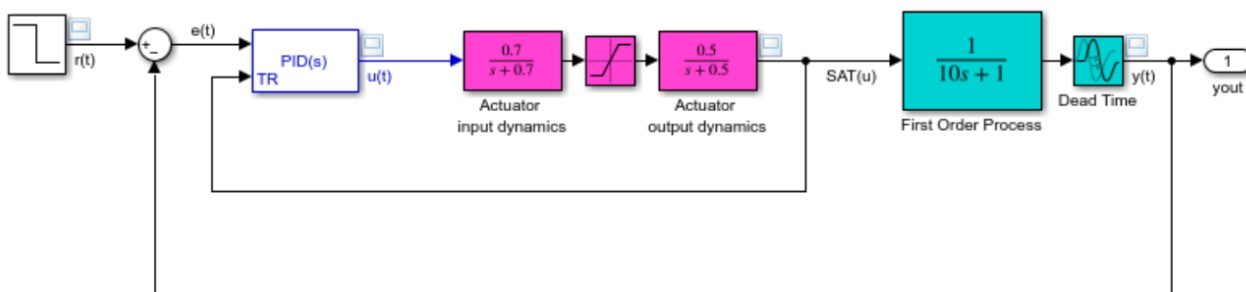 r(t)
+
−
e(t)
PID(s)
TR
u(t)
0.7
s + 0.7
Actuator
input dynamics
0.5
s + 0.5
Actuator
output dynamics
SAT(u)
1
10s + 1
First Order Process
Dead Time
y(t)
1
yout